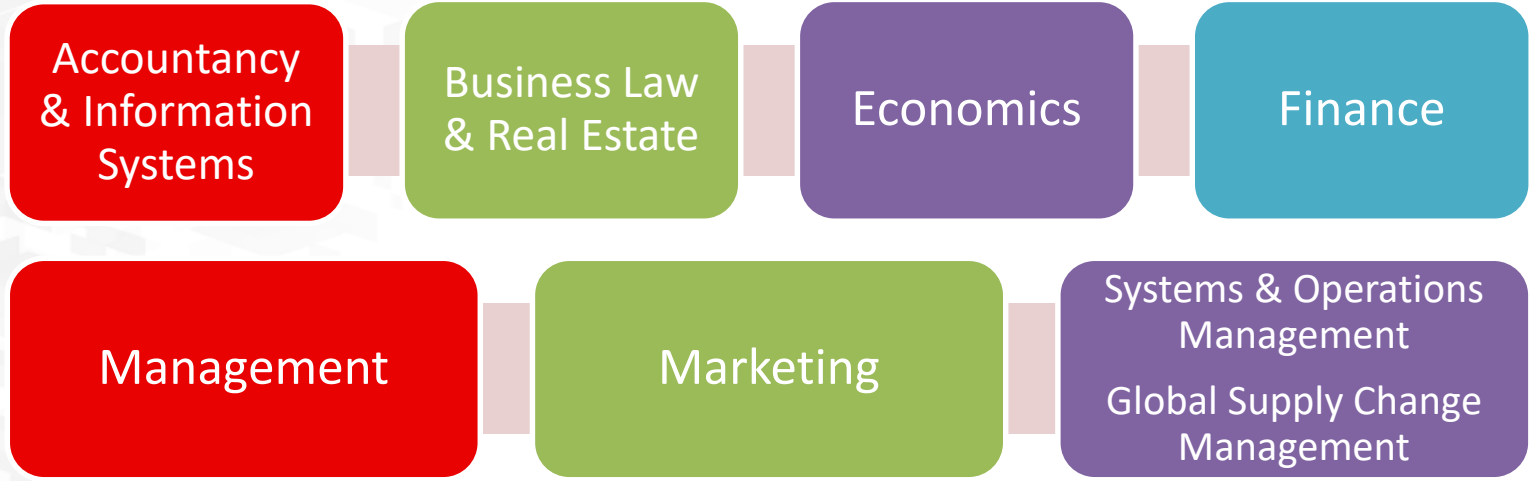 Accountancy
& Information
Systems
Business Law
& Real Estate
Economics
Finance
Management
Marketing
Systems & Operations
Management
Global Supply Change
Management